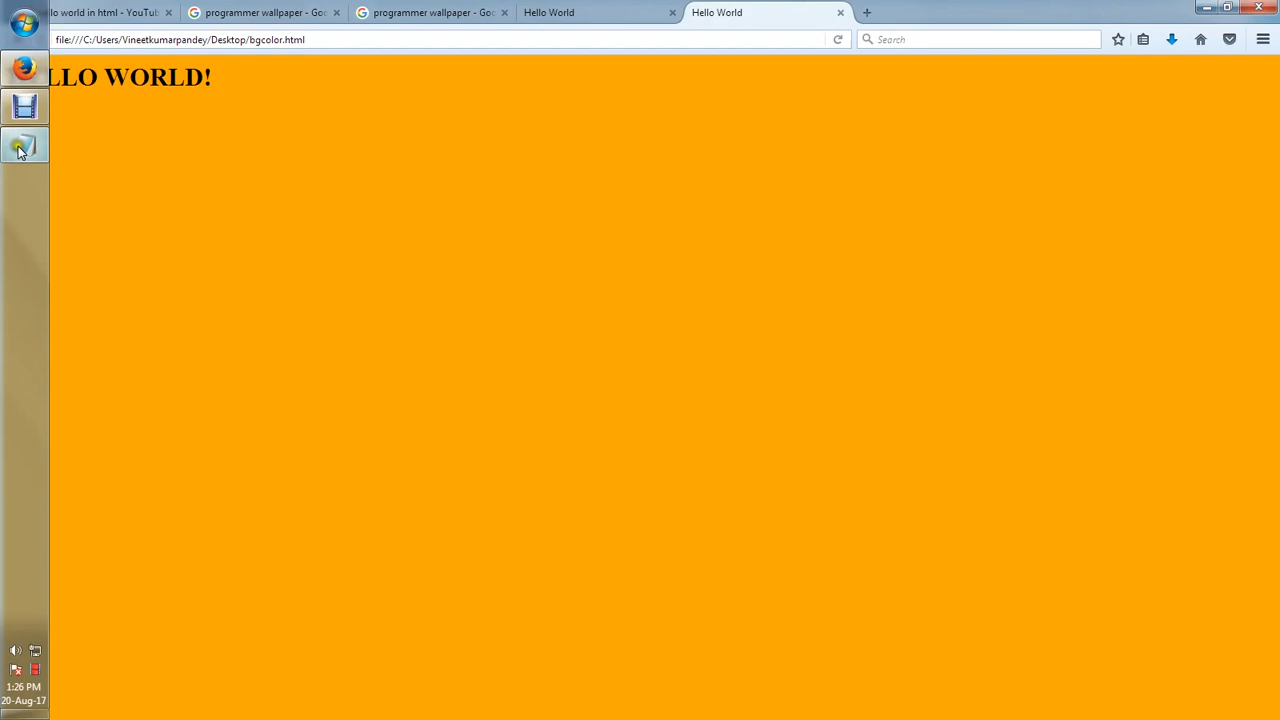 lo world in html - YouTub
programmer wallpaper - Goo
programmer wallpaper - Goo
Hello World
Hello World
file:///C:/Users/Vineetkumarpandey/Desktop/bgcolor.html
Search
LLO WORLD!
1:26 PM
20-Aug-17